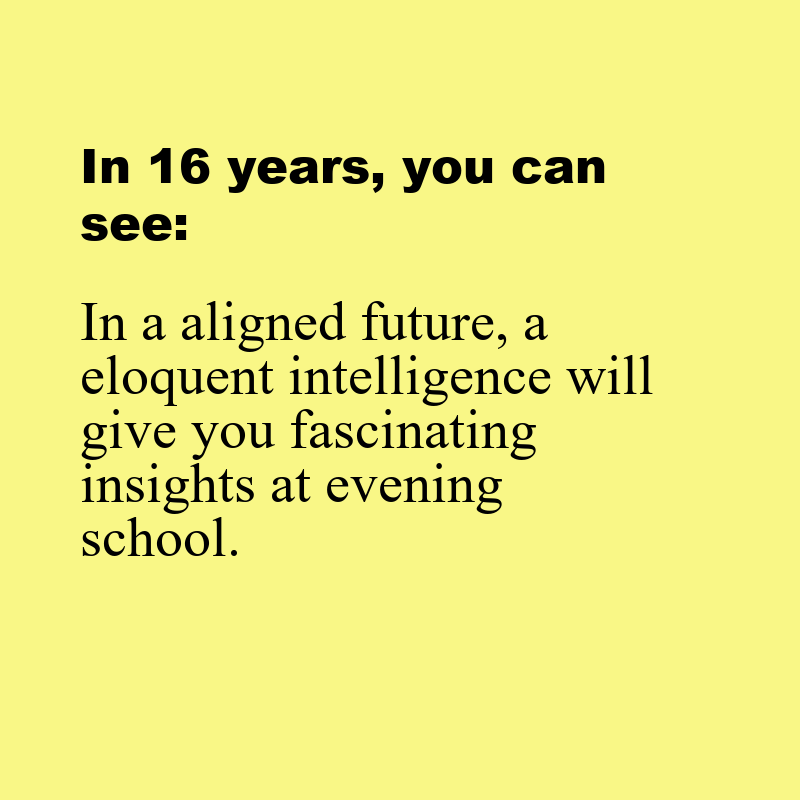 In 16 years, you can
see:
In a aligned future, a
eloquent intelligence will
give you fascinating
insights at evening
school.